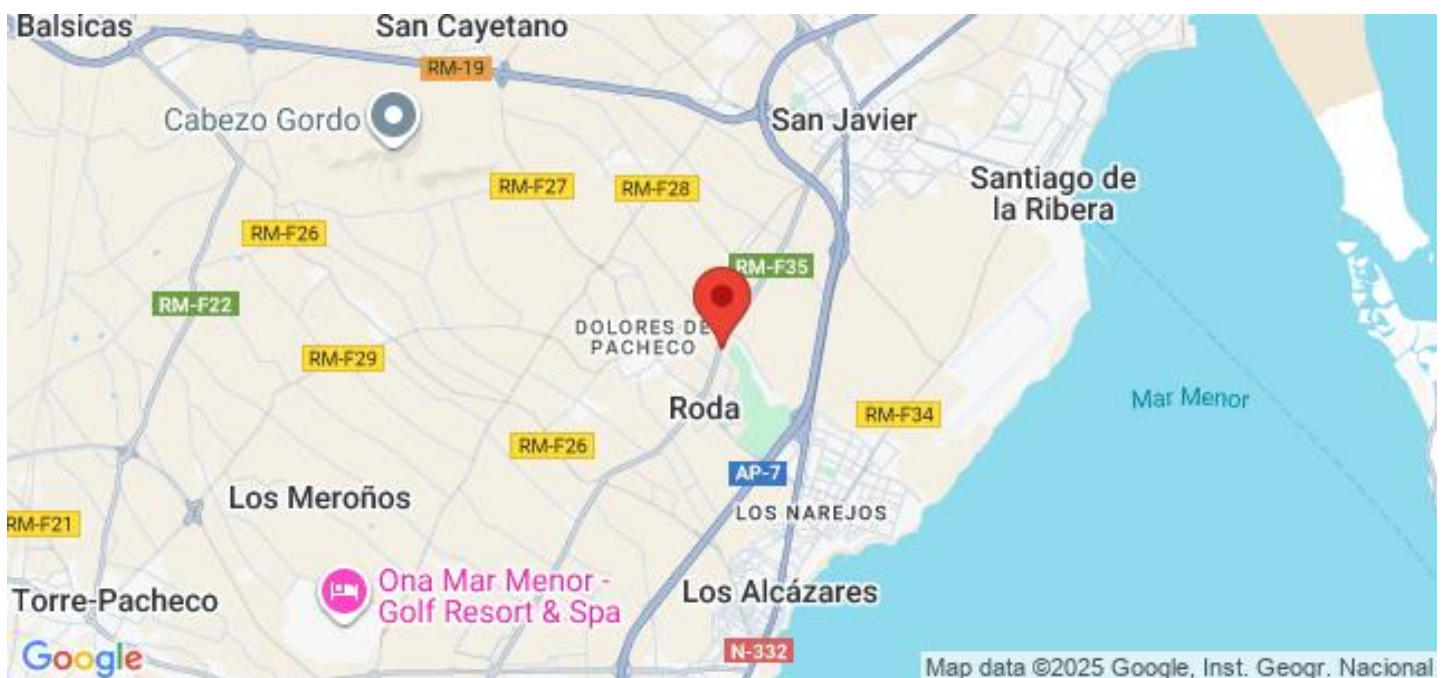 Balsicas
San Cayetano
RM-19
Cabezo Gordo
San Javier
Santiago de
la Ribera
RM-F27
RM-F28
RM-F26
RM-F35
RM-F22
DOLORES DE
PACHECO
RM-F29
Mar Menor
Roda
RM-F34
RM-F26
AP-7
Los Meroños
LOS NAREJOS
RM-F21
Ona Mar Menor -
Golf Resort & Spa
Los Alcázares
Torre-Pacheco
N-332
Google
Map data ©2025 Google, Inst. Geogr. Nacional